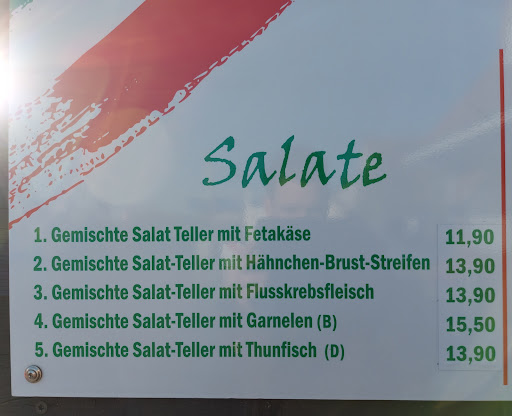 Salate
1. Gemischte Salat Teller mit Fetakäse 11,90
2. Gemischte Salat-Teller mit Hähnchen-Brust-Streifen 13,90
3. Gemischte Salat-Teller mit Flusskrebsfleisch 13,90
4. Gemischte Salat-Teller mit Garnelen (B) 15,50
5. Gemischte Salat-Teller mit Thunfisch (D) 13,90